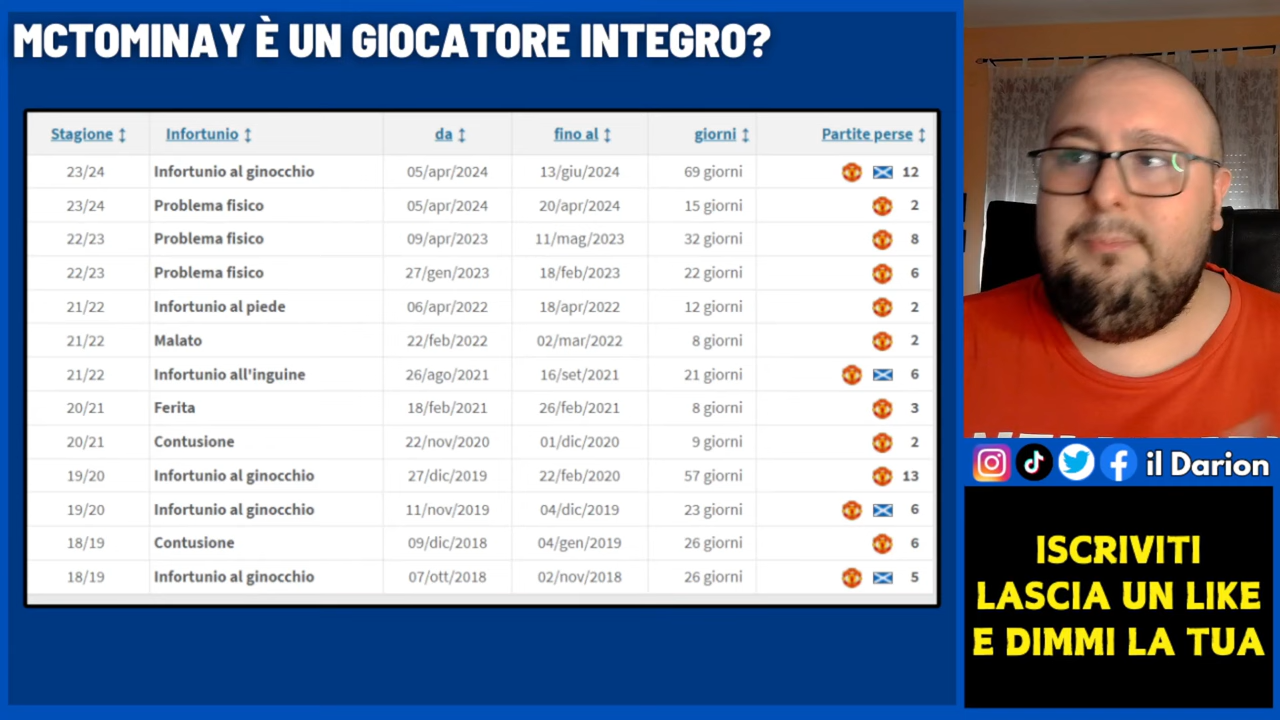 MCTOMINAY È UN GIOCATORE INTEGRO?
Stagione Infortunio da fino al giorni Partite perse
23/24 Infortunio al ginocchio 05/apr/2024 13/giu/2024 69 giorni 12
23/24 Problema fisico 05/apr/2024 20/apr/2024 15 giorni 2
22/23 Problema fisico 09/apr/2023 11/mag/2023 32 giorni 8
22/23 Problema fisico 27/gen/2023 18/feb/2023 22 giorni 6
21/22 Infortunio al piede 06/apr/2022 18/apr/2022 12 giorni 2
21/22 Malato 22/feb/2022 02/mar/2022 8 giorni 2
21/22 Infortunio all'inguine 26/ago/2021 16/set/2021 21 giorni 6
20/21 Ferita 18/feb/2021 26/feb/2021 8 giorni 3
20/21 Contusione 22/nov/2020 01/dic/2020 9 giorni 2
19/20 Infortunio al ginocchio 27/dic/2019 22/feb/2020 57 giorni 13
19/20 Infortunio al ginocchio 11/nov/2019 04/dic/2019 23 giorni 6
18/19 Contusione 09/dic/2018 04/gen/2019 26 giorni 6
18/19 Infortunio al ginocchio 07/ott/2018 02/nov/2018 26 giorni 5
il Darion
ISCRIVITI
LASCIA UN LIKE
E DIMMI LA TUA